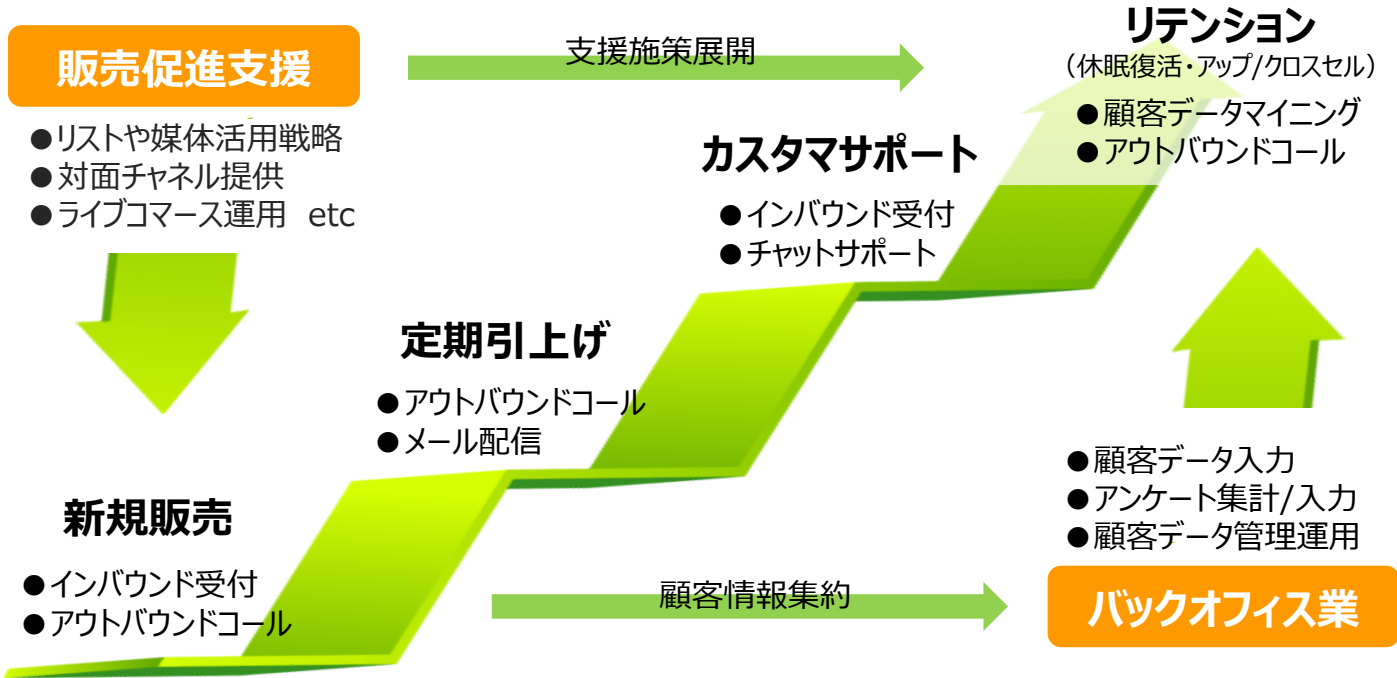 販売促進支援
●リストや媒体活用戦略
●対面チャネル提供
●ライブコマース運用 etc
支援施策展開
リテンション
（休眠復活・アップ/クロスセル）
●顧客データマイニング
●アウトバウンドコール
カスタマサポート
●インバウンド受付
●チャットサポート
定期引上げ
●アウトバウンドコール
●メール配信
新規販売
●インバウンド受付
●アウトバウンドコール
顧客情報集約
●顧客データ入力
●アンケート集計/入力
●顧客データ管理運用
バックオフィス業